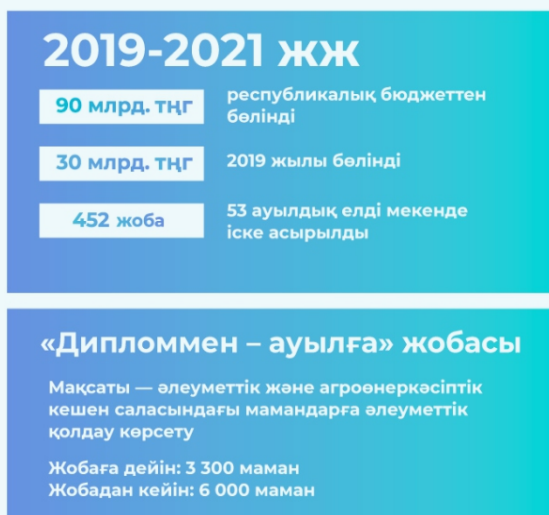 2019-2021 жж
90 млрд. тңг
республикалық бюджеттен
бөлінді
30 млрд. тңг
2019 жылы бөлінді
452 жоба
53 ауылдық елді мекенде
іске асырылды
«Дипломмен – ауылға» жобасы
Мақсаты — әлеуметтік және агроөнеркәсіптік
кешен саласындағы мамандарға әлеуметтік
қолдау көрсету
Жобаға дейін: 3 300 маман
Жобадан кейін: 6 000 маман